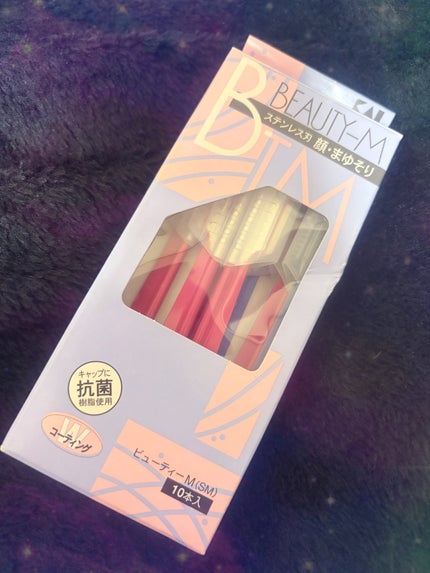 KAI
BEAUTY-M
ステンレス刃 顔・まゆそり
BTM
キャップに
抗菌
樹脂使用
W
コーティング
ビューティーM(SM)
10本入